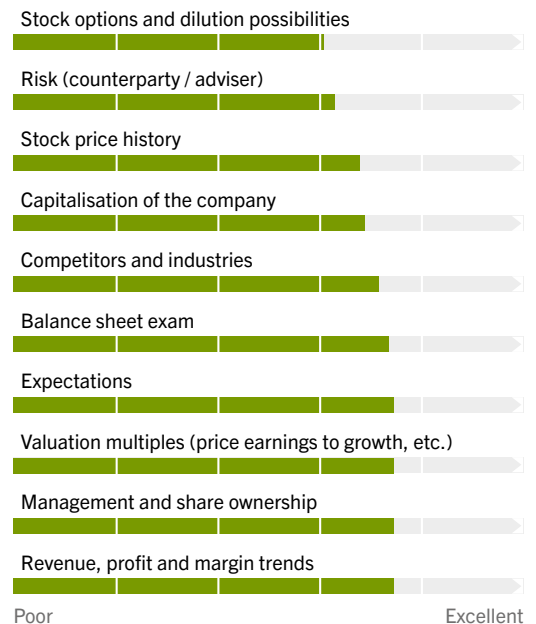 Stock options and dilution possibilities
Risk (counterparty / adviser)
Stock price history
Capitalisation of the company
Competitors and industries
Balance sheet exam
Expectations
Valuation multiples (price earnings to growth, etc.)
Management and share ownership
Revenue, profit and margin trends
Poor Excellent